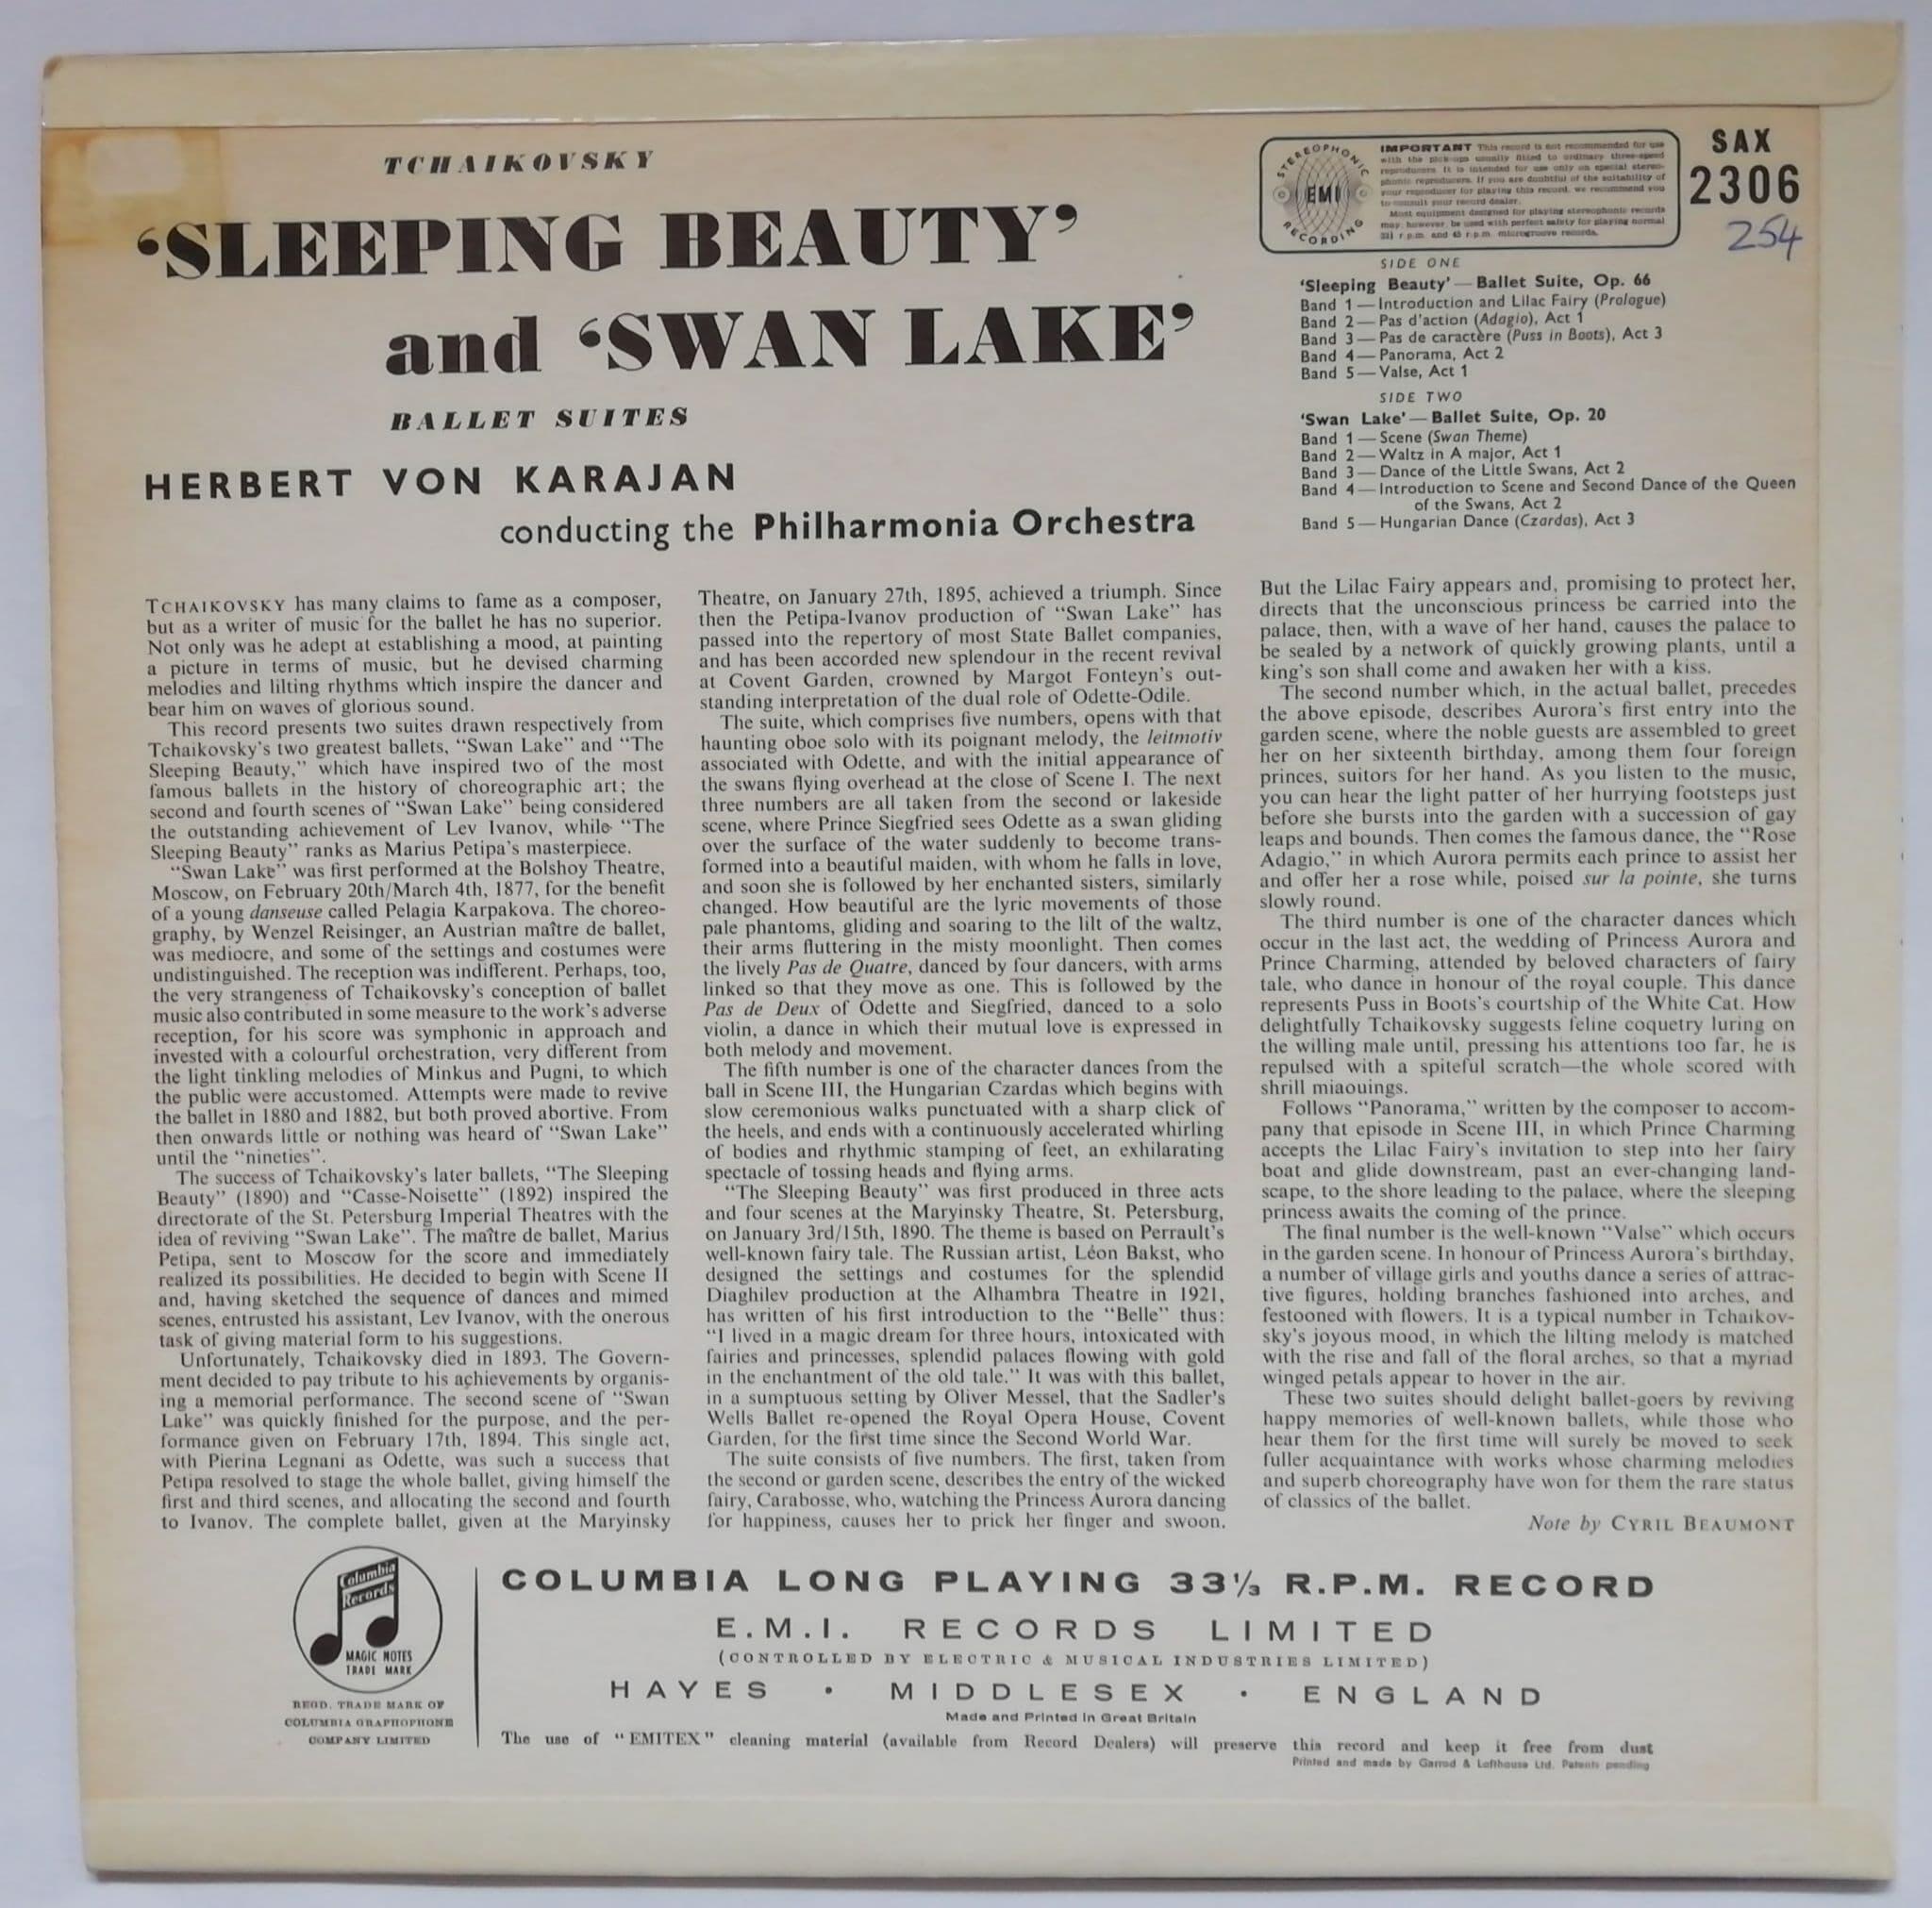 TCHAIKOVSKY
‘SLEEPING BEAUTY’
and ‘SWAN LAKE’
BALLET SUITES
HERBERT VON KARAJAN
conducting the Philharmonia Orchestra
STEREOPHONIC
EMI
RECORDING
IMPORTANT This record is not recommended for use
with the pick-ups usually fitted to ordinary three-speed
reproducers. It is intended for use only on special stereo-
phonic reproducers. If you are doubtful of the suitability of
your reproducer for playing this record, we recommend you
to consult your record dealer.
Most equipment designed for playing stereophonic records
may, however, be used with perfect safety for playing normal
33⅓ r.p.m. and 45 r.p.m. microgroove records.
SAX
2306
254
SIDE ONE
‘Sleeping Beauty’—Ballet Suite, Op. 66
Band 1—Introduction and Lilac Fairy (Prologue)
Band 2—Pas d'action (Adagio), Act 1
Band 3—Pas de caractère (Puss in Boots), Act 3
Band 4—Panorama, Act 2
Band 5—Valse, Act 1
SIDE TWO
‘Swan Lake’—Ballet Suite, Op. 20
Band 1—Scene (Swan Theme)
Band 2—Waltz in A major, Act 1
Band 3—Dance of the Little Swans, Act 2
Band 4—Introduction to Scene and Second Dance of the Queen
of the Swans, Act 2
Band 5—Hungarian Dance (Czardas), Act 3
TCHAIKOVSKY has many claims to fame as a composer,
but as a writer of music for the ballet he has no superior.
Not only was he adept at establishing a mood, at painting
a picture in terms of music, but he devised charming
melodies and lilting rhythms which inspire the dancer and
bear him on waves of glorious sound.
This record presents two suites drawn respectively from
Tchaikovsky's two greatest ballets, “Swan Lake” and “The
Sleeping Beauty,” which have inspired two of the most
famous ballets in the history of choreographic art; the
second and fourth scenes of “Swan Lake” being considered
the outstanding achievement of Lev Ivanov, while “The
Sleeping Beauty” ranks as Marius Petipa's masterpiece.
“Swan Lake” was first performed at the Bolshoy Theatre,
Moscow, on February 20th/March 4th, 1877, for the benefit
of a young danseuse called Pelagia Karpakova. The choreo-
graphy, by Wenzel Reisinger, an Austrian maître de ballet,
was mediocre, and some of the settings and costumes were
undistinguished. The reception was indifferent. Perhaps, too,
the very strangeness of Tchaikovsky's conception of ballet
music also contributed in some measure to the work's adverse
reception, for his score was symphonic in approach and
invested with a colourful orchestration, very different from
the light tinkling melodies of Minkus and Pugni, to which
the public were accustomed. Attempts were made to revive
the ballet in 1880 and 1882, but both proved abortive. From
then onwards little or nothing was heard of “Swan Lake”
until the “nineties”.
The success of Tchaikovsky's later ballets, “The Sleeping
Beauty” (1890) and “Casse-Noisette” (1892) inspired the
directorate of the St. Petersburg Imperial Theatres with the
idea of reviving “Swan Lake”. The maître de ballet, Marius
Petipa, sent to Moscow for the score and immediately
realized its possibilities. He decided to begin with Scene II
and, having sketched the sequence of dances and mimed
scenes, entrusted his assistant, Lev Ivanov, with the onerous
task of giving material form to his suggestions.
Unfortunately, Tchaikovsky died in 1893. The Govern-
ment decided to pay tribute to his achievements by organis-
ing a memorial performance. The second scene of “Swan
Lake” was quickly finished for the purpose, and the per-
formance given on February 17th, 1894. This single act,
with Pierina Legnani as Odette, was such a success that
Petipa resolved to stage the whole ballet, giving himself the
first and third scenes, and allocating the second and fourth
to Ivanov. The complete ballet, given at the Maryinsky
Theatre, on January 27th, 1895, achieved a triumph. Since
then the Petipa-Ivanov production of “Swan Lake” has
passed into the repertory of most State Ballet companies,
and has been accorded new splendour in the recent revival
at Covent Garden, crowned by Margot Fonteyn's out-
standing interpretation of the dual role of Odette-Odile.
The suite, which comprises five numbers, opens with that
haunting oboe solo with its poignant melody, the leitmotiv
associated with Odette, and with the initial appearance of
the swans flying overhead at the close of Scene I. The next
three numbers are all taken from the second or lakeside
scene, where Prince Siegfried sees Odette as a swan gliding
over the surface of the water suddenly to become trans-
formed into a beautiful maiden, with whom he falls in love,
and soon she is followed by her enchanted sisters, similarly
changed. How beautiful are the lyric movements of those
pale phantoms, gliding and soaring to the lilt of the waltz,
their arms fluttering in the misty moonlight. Then comes
the lively Pas de Quatre, danced by four dancers, with arms
linked so that they move as one. This is followed by the
Pas de Deux of Odette and Siegfried, danced to a solo
violin, a dance in which their mutual love is expressed in
both melody and movement.
The fifth number is one of the character dances from the
ball in Scene III, the Hungarian Czardas which begins with
slow ceremonious walks punctuated with a sharp click of
the heels, and ends with a continuously accelerated whirling
of bodies and rhythmic stamping of feet, an exhilarating
spectacle of tossing heads and flying arms.
“The Sleeping Beauty” was first produced in three acts
and four scenes at the Maryinsky Theatre, St. Petersburg,
on January 3rd/15th, 1890. The theme is based on Perrault's
well-known fairy tale. The Russian artist, Léon Bakst, who
designed the settings and costumes for the splendid
Diaghilev production at the Alhambra Theatre in 1921,
has written of his first introduction to the “Belle” thus:
“I lived in a magic dream for three hours, intoxicated with
fairies and princesses, splendid palaces flowing with gold
in the enchantment of the old tale.” It was with this ballet,
in a sumptuous setting by Oliver Messel, that the Sadler's
Wells Ballet re-opened the Royal Opera House, Covent
Garden, for the first time since the Second World War.
The suite consists of five numbers. The first, taken from
the second or garden scene, describes the entry of the wicked
fairy, Carabosse, who, watching the Princess Aurora dancing
for happiness, causes her to prick her finger and swoon.
But the Lilac Fairy appears and, promising to protect her,
directs that the unconscious princess be carried into the
palace, then, with a wave of her hand, causes the palace to
be sealed by a network of quickly growing plants, until a
king's son shall come and awaken her with a kiss.
The second number which, in the actual ballet, precedes
the above episode, describes Aurora's first entry into the
garden scene, where the noble guests are assembled to greet
her on her sixteenth birthday, among them four foreign
princes, suitors for her hand. As you listen to the music,
you can hear the light patter of her hurrying footsteps just
before she bursts into the garden with a succession of gay
leaps and bounds. Then comes the famous dance, the “Rose
Adagio,” in which Aurora permits each prince to assist her
and offer her a rose while, poised sur la pointe, she turns
slowly round.
The third number is one of the character dances which
occur in the last act, the wedding of Princess Aurora and
Prince Charming, attended by beloved characters of fairy
tale, who dance in honour of the royal couple. This dance
represents Puss in Boots's courtship of the White Cat. How
delightfully Tchaikovsky suggests feline coquetry luring on
the willing male until, pressing his attentions too far, he is
repulsed with a spiteful scratch—the whole scored with
shrill miaouings.
Follows “Panorama,” written by the composer to accom-
pany that episode in Scene III, in which Prince Charming
accepts the Lilac Fairy's invitation to step into her fairy
boat and glide downstream, past an ever-changing land-
scape, to the shore leading to the palace, where the sleeping
princess awaits the coming of the prince.
The final number is the well-known “Valse” which occurs
in the garden scene. In honour of Princess Aurora's birthday,
a number of village girls and youths dance a series of attrac-
tive figures, holding branches fashioned into arches, and
festooned with flowers. It is a typical number in Tchaikov-
sky's joyous mood, in which the lilting melody is matched
with the rise and fall of the floral arches, so that a myriad
winged petals appear to hover in the air.
These two suites should delight ballet-goers by reviving
happy memories of well-known ballets, while those who
hear them for the first time will surely be moved to seek
fuller acquaintance with works whose charming melodies
and superb choreography have won for them the rare status
of classics of the ballet.
Note by CYRIL BEAUMONT
Columbia
Records
MAGIC NOTES
TRADE MARK
REGD. TRADE MARK OF
COLUMBIA GRAPHOPHONE
COMPANY LIMITED
COLUMBIA LONG PLAYING 33⅓ R.P.M. RECORD
E.M.I. RECORDS LIMITED
(CONTROLLED BY ELECTRIC & MUSICAL INDUSTRIES LIMITED)
HAYES • MIDDLESEX • ENGLAND
Made and Printed in Great Britain
The use of “EMITEX” cleaning material (available from Record Dealers) will preserve this record and keep it free from dust
Printed and made by Garrod & Lofthouse Ltd. Patents pending